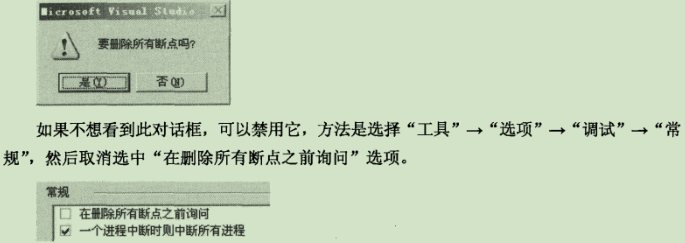 Microsoft Visual Studio
要删除所有断点吗?
是(Y) 否(N)
如果不想看到此对话框，可以禁用它，方法是选择“工具”→“选项”→“调试”→“常
规”，然后取消选中“在删除所有断点之前询问”选项。
常规
在删除所有断点之前询问
一个进程中断时则中断所有进程